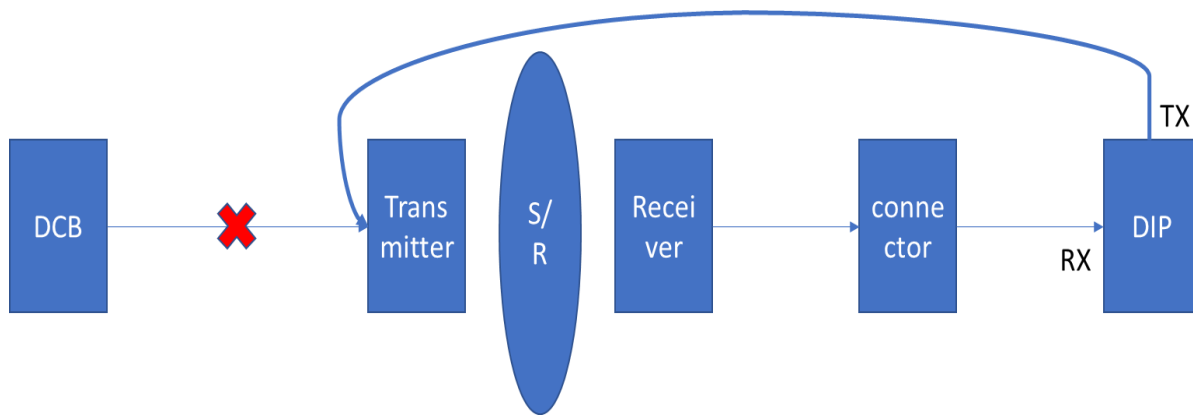 TX
DCB
Trans
mitter
S/
R
Recei
ver
conne
ctor
DIP
RX